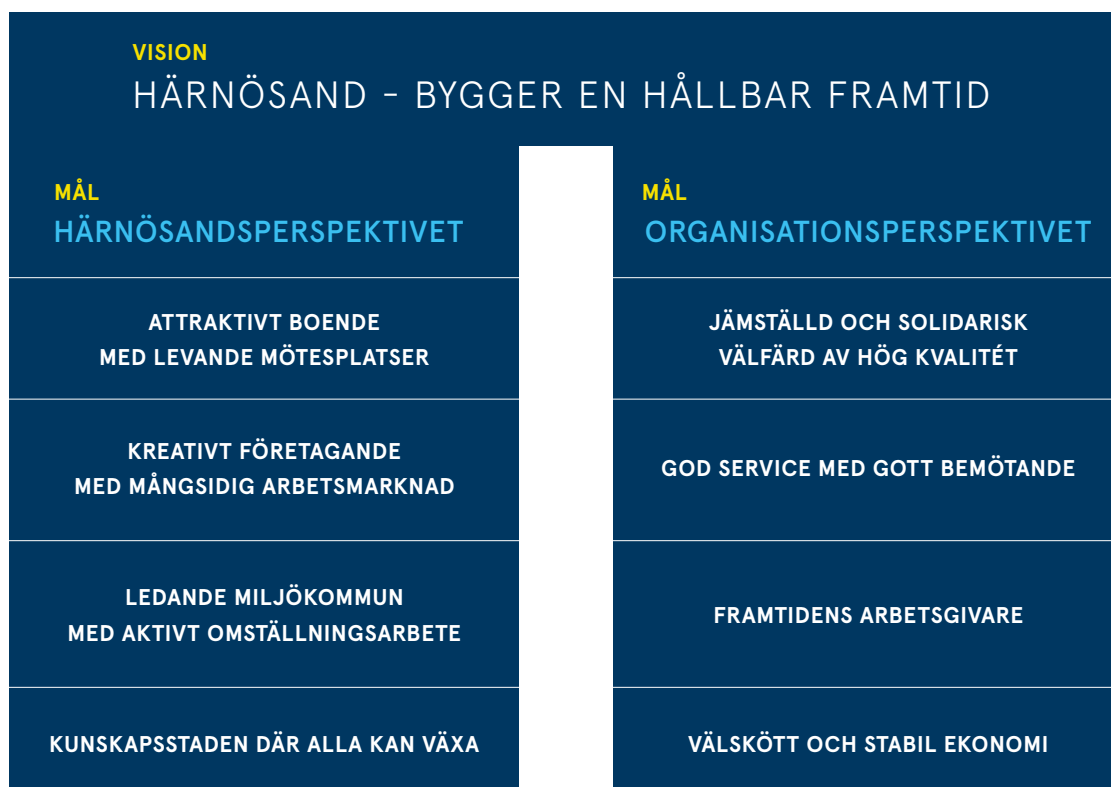 VISION
HÄRNÖSAND - BYGGER EN HÅLLBAR FRAMTID
MÅL
HÄRNÖSANDSPERSPEKTIVET
ATTRAKTIVT BOENDE
MED LEVANDE MÖTESPLATSER
KREATIVT FÖRETAGANDE
MED MÅNGSIDIG ARBETSMARKNAD
LEDANDE MILJÖKOMMUN
MED AKTIVT OMSTÄLLNINGSARBETE
KUNSKAPSSTADEN DÄR ALLA KAN VÄXA
MÅL
ORGANISATIONSPERSPEKTIVET
JÄMSTÄLLD OCH SOLIDARISK
VÄLFÄRD AV HÖG KVALITÉT
GOD SERVICE MED GOTT BEMÖTANDE
FRAMTIDENS ARBETSGIVARE
VÄLSKÖTT OCH STABIL EKONOMI